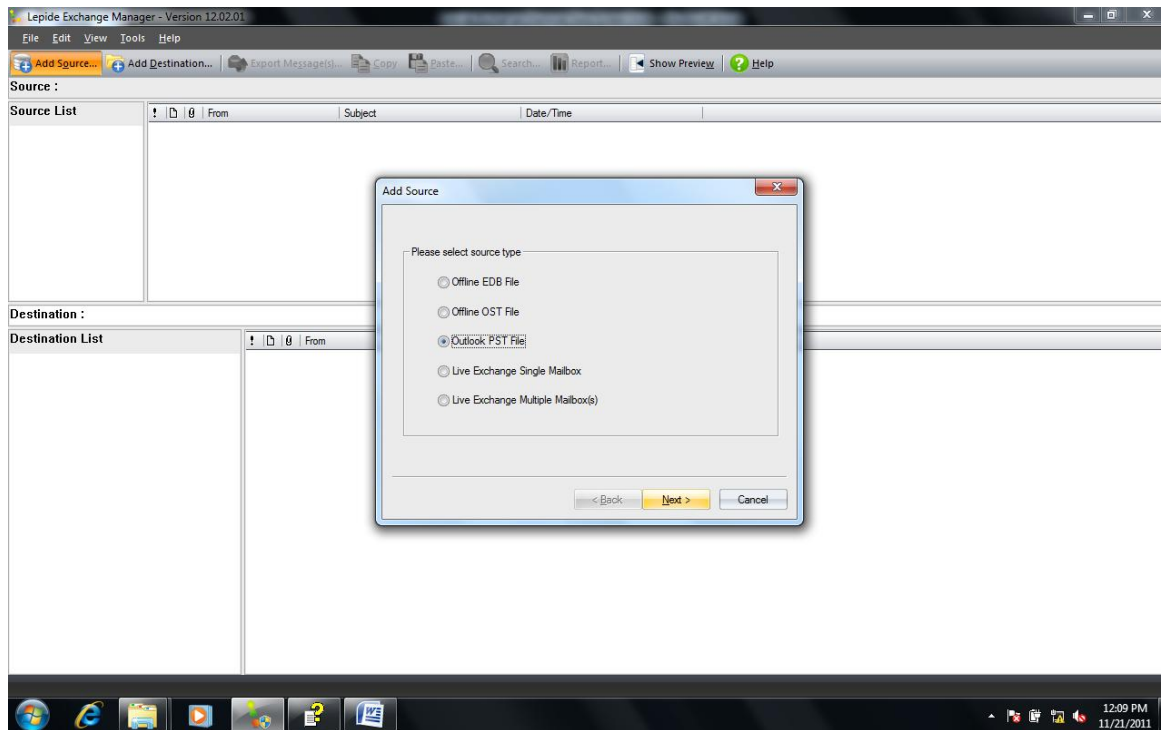 Lepide Exchange Manager - Version 12.02.01
File Edit View Tools Help
Add Source... Add Destination... Export Message(s)... Copy Paste... Search... Report... Show Preview Help
Source :
Source List ! From Subject Date/Time
Add Source
Please select source type
Offline EDB File
Offline OST File
Outlook PST File
Live Exchange Single Mailbox
Live Exchange Multiple Mailbox(s)
< Back Next > Cancel
Destination :
Destination List ! From
12:09 PM
11/21/2011